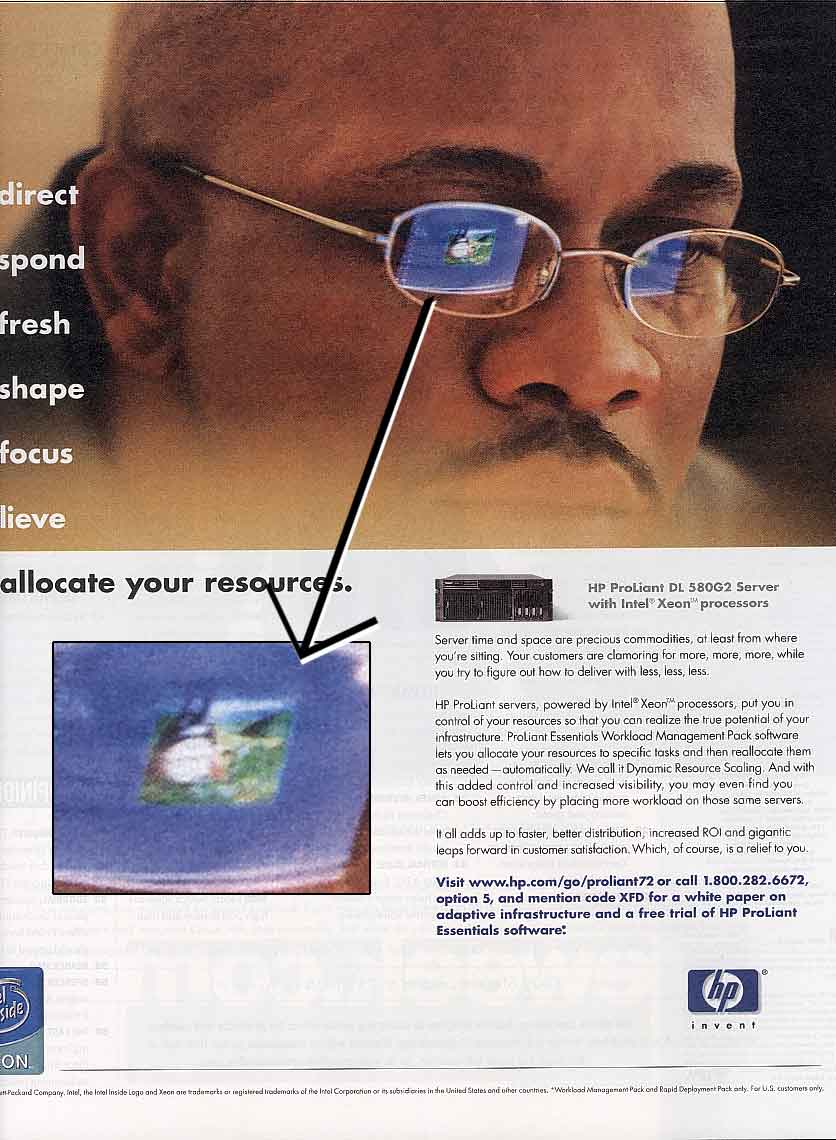 direct
spond
fresh
shape
focus
lieve
allocate your resources.
HP ProLiant DL 580G2 Server
with Intel® Xeon™ processors
Server time and space are precious commodities, at least from where
you're sitting. Your customers are clamoring for more, more, more, while
you try to figure out how to deliver with less, less, less.
HP ProLiant servers, powered by Intel® Xeon™ processors, put you in
control of your resources so that you can realize the true potential of your
infrastructure. ProLiant Essentials Workload Management Pack software
lets you allocate your resources to specific tasks and then reallocate them
as needed—automatically. We call it Dynamic Resource Scaling. And with
this added control and increased visibility, you may even find you
can boost efficiency by placing more workload on those same servers.
It all adds up to faster, better distribution, increased ROI and gigantic
leaps forward in customer satisfaction. Which, of course, is a relief to you.
Visit www.hp.com/go/proliant72 or call 1.800.282.6672,
option 5, and mention code XFD for a white paper on
adaptive infrastructure and a free trial of HP ProLiant
Essentials software.*
el
side
ON™
hp®
invent
ett-Packard Company. Intel, the Intel Inside Logo and Xeon are trademarks or registered trademarks of the Intel Corporation or its subsidiaries in the United States and other countries. *Workload Management Pack and Rapid Deployment Pack only. For U.S. customers only.